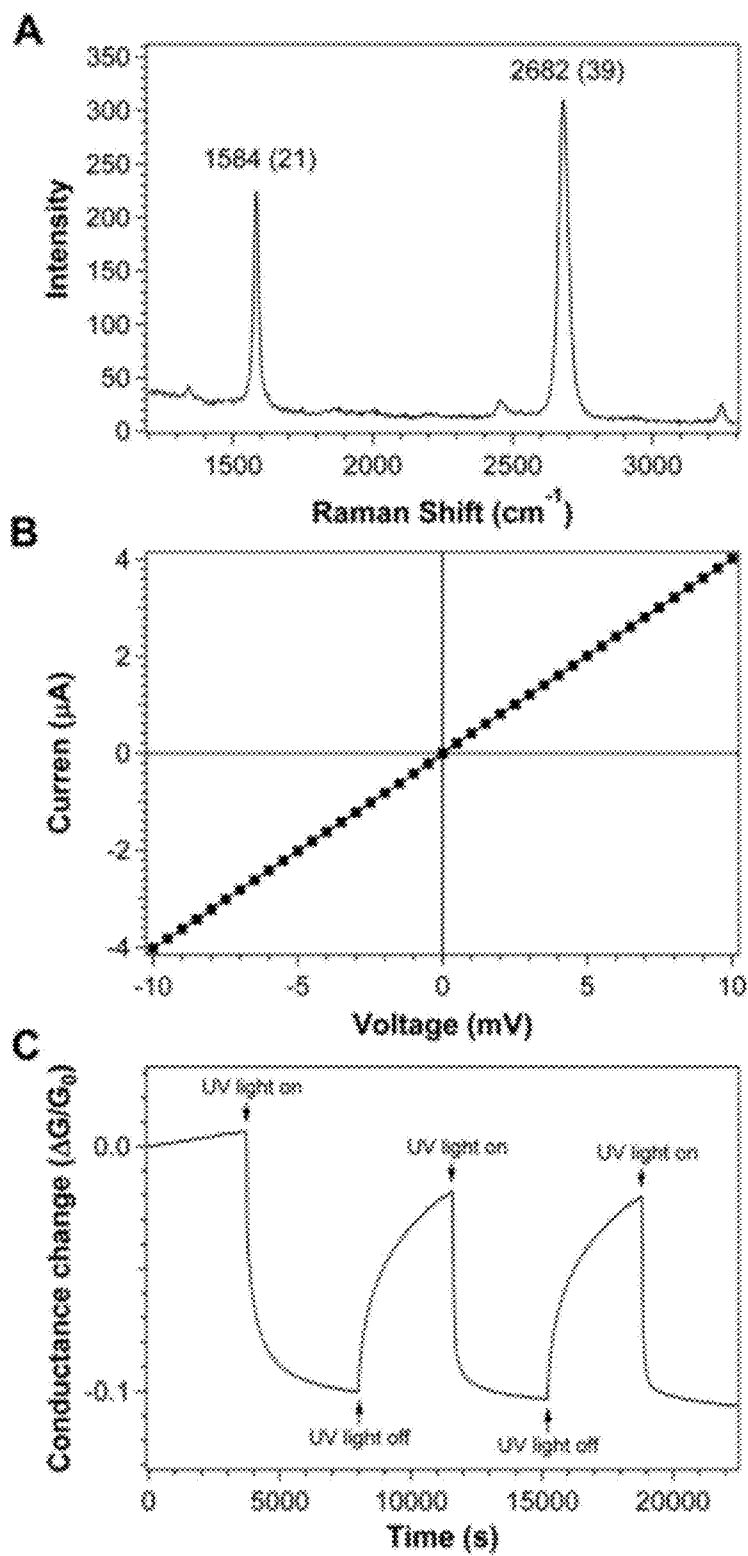 A
350
2682 (39)
300
250
1584 (21)
200
150
100
50
0
Intensity
1500 2000 2500 3000
Raman Shift (cm-1)
B
4
2
0
-2
-4
Curren (μA)
-10 -5 0 5 10
Voltage (mV)
C
UV light on
0.0
UV light on
UV light on
-0.1
UV light off
UV light off
Conductance change (ΔG/G0)
0 5000 10000 15000 20000
Time (s)